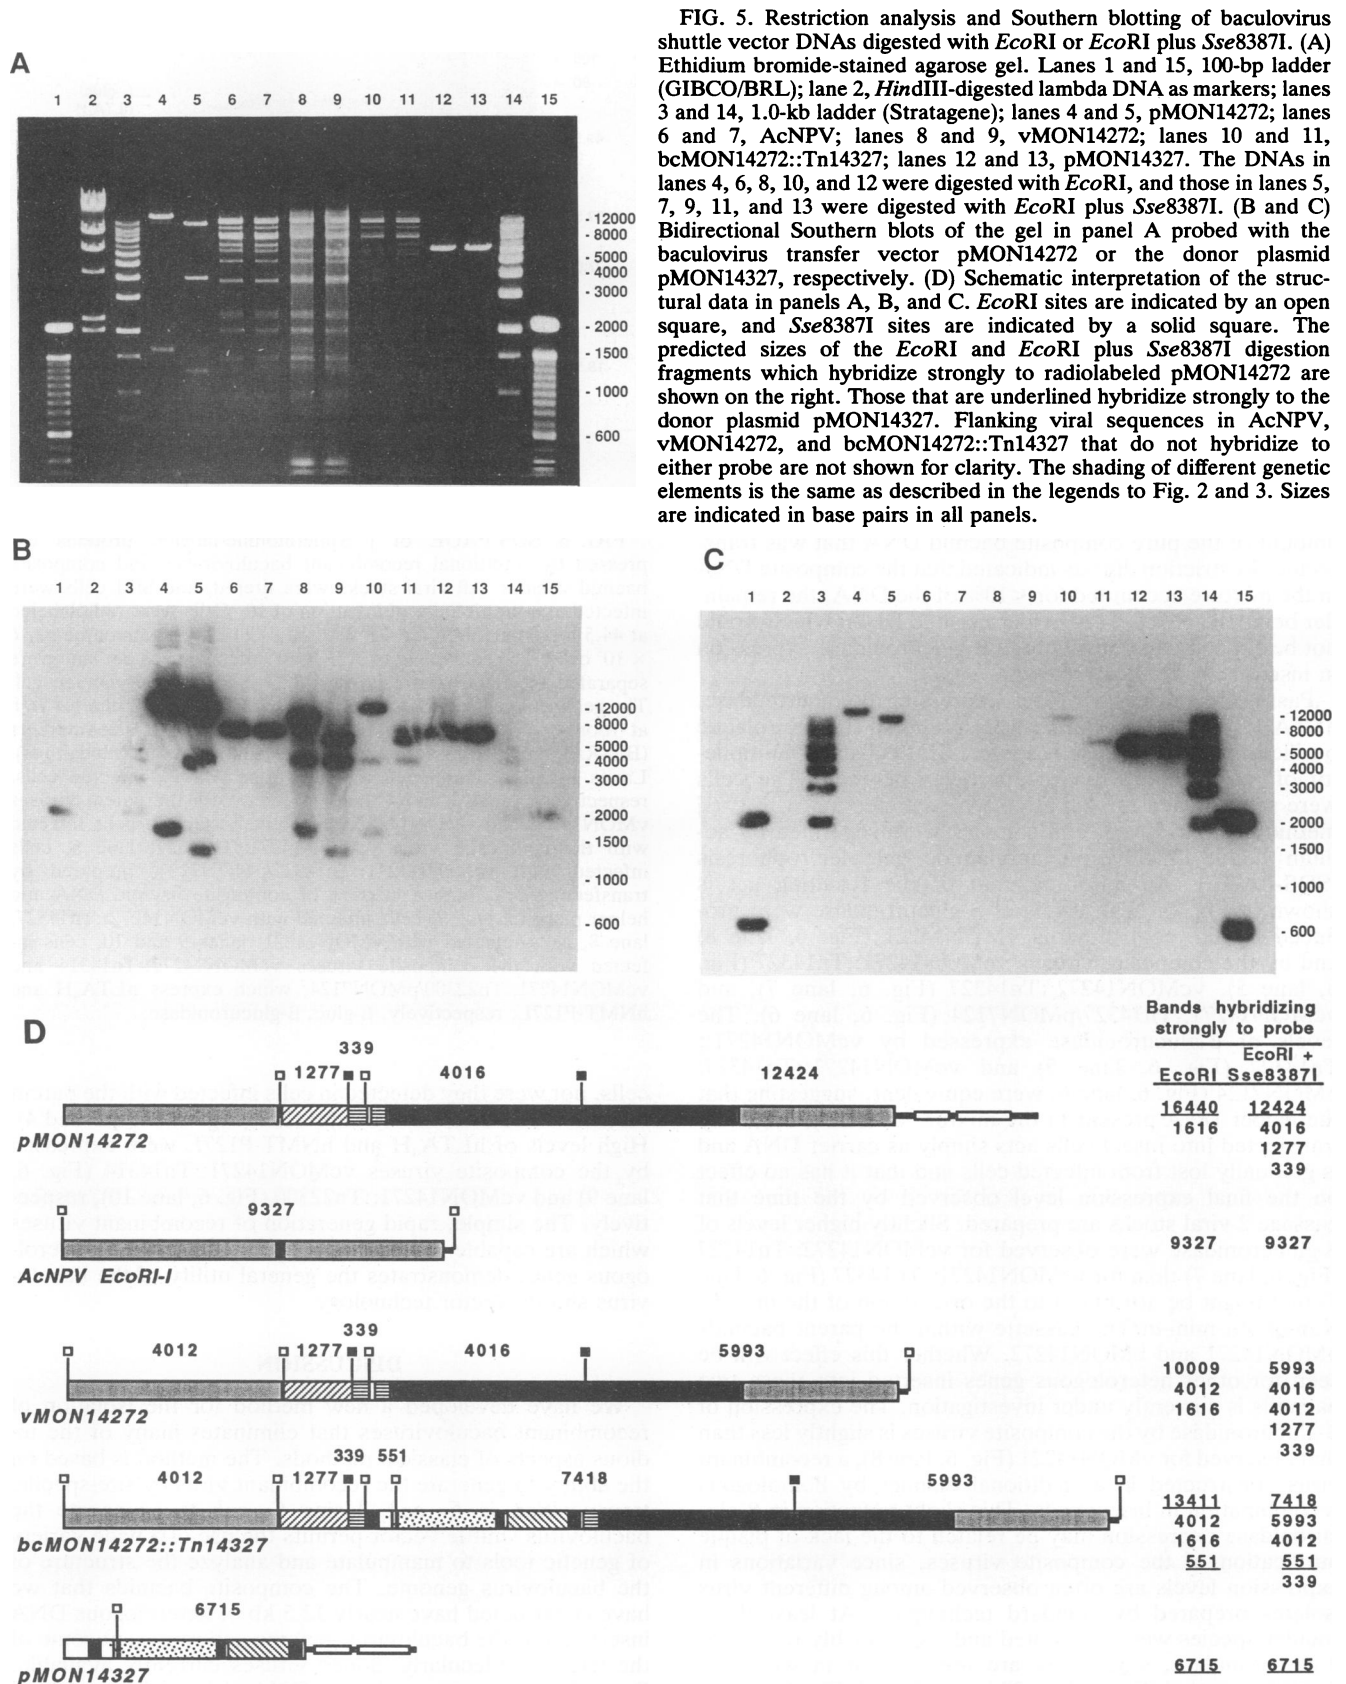 FIG. 5. Restriction analysis and Southern blotting of baculovirus
shuttle vector DNAs digested with EcoRI or EcoRI plus Sse8387I. (A)
Ethidium bromide-stained agarose gel. Lanes 1 and 15, 100-bp ladder
(GIBCO/BRL); lane 2, HindIII-digested lambda DNA as markers; lanes
3 and 14, 1.0-kb ladder (Stratagene); lanes 4 and 5, pMON14272; lanes
6 and 7, AcNPV; lanes 8 and 9, vMON14272; lanes 10 and 11,
bcMON14272::Tn14327; lanes 12 and 13, pMON14327. The DNAs in
lanes 4, 6, 8, 10, and 12 were digested with EcoRI, and those in lanes 5,
7, 9, 11, and 13 were digested with EcoRI plus Sse8387I. (B and C)
Bidirectional Southern blots of the gel in panel A probed with the
baculovirus transfer vector pMON14272 or the donor plasmid
pMON14327, respectively. (D) Schematic interpretation of the struc-
tural data in panels A, B, and C. EcoRI sites are indicated by an open
square, and Sse8387I sites are indicated by a solid square. The
predicted sizes of the EcoRI and EcoRI plus Sse8387I digestion
fragments which hybridize strongly to radiolabeled pMON14272 are
shown on the right. Those that are underlined hybridize strongly to the
donor plasmid pMON14327. Flanking viral sequences in AcNPV,
vMON14272, and bcMON14272::Tn14327 that do not hybridize to
either probe are not shown for clarity. The shading of different genetic
elements is the same as described in the legends to Fig. 2 and 3. Sizes
are indicated in base pairs in all panels.
A
1 2 3 4 5 6 7 8 9 10 11 12 13 14 15
- 12000
- 8000
- 5000
- 4000
- 3000
- 2000
- 1500
- 1000
- 600
B
1 2 3 4 5 6 7 8 9 10 11 12 13 14 15
- 12000
- 8000
- 5000
- 4000
- 3000
- 2000
- 1500
- 1000
- 600
C
1 2 3 4 5 6 7 8 9 10 11 12 13 14 15
- 12000
- 8000
- 5000
- 4000
- 3000
- 2000
- 1500
- 1000
- 600
D
Bands hybridizing
strongly to probe
EcoRI +
EcoRI Sse8387I
339
1277 4016 12424
pMON14272
16440 12424
1616 4016
1277
339
9327
AcNPV EcoRI-I
9327 9327
339
4012 1277 4016 5993
vMON14272
10009 5993
4012 4016
1616 4012
1277
339
339 551
4012 1277 7418 5993
bcMON14272::Tn14327
13411 7418
4012 5993
1616 4012
551 551
339
6715
pMON14327
6715 6715